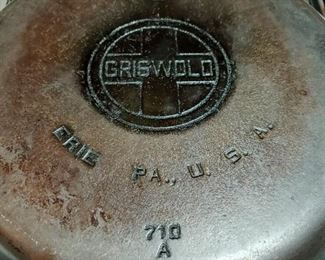 GRISWOLD
ERIE PA., U. S. A.
710
A